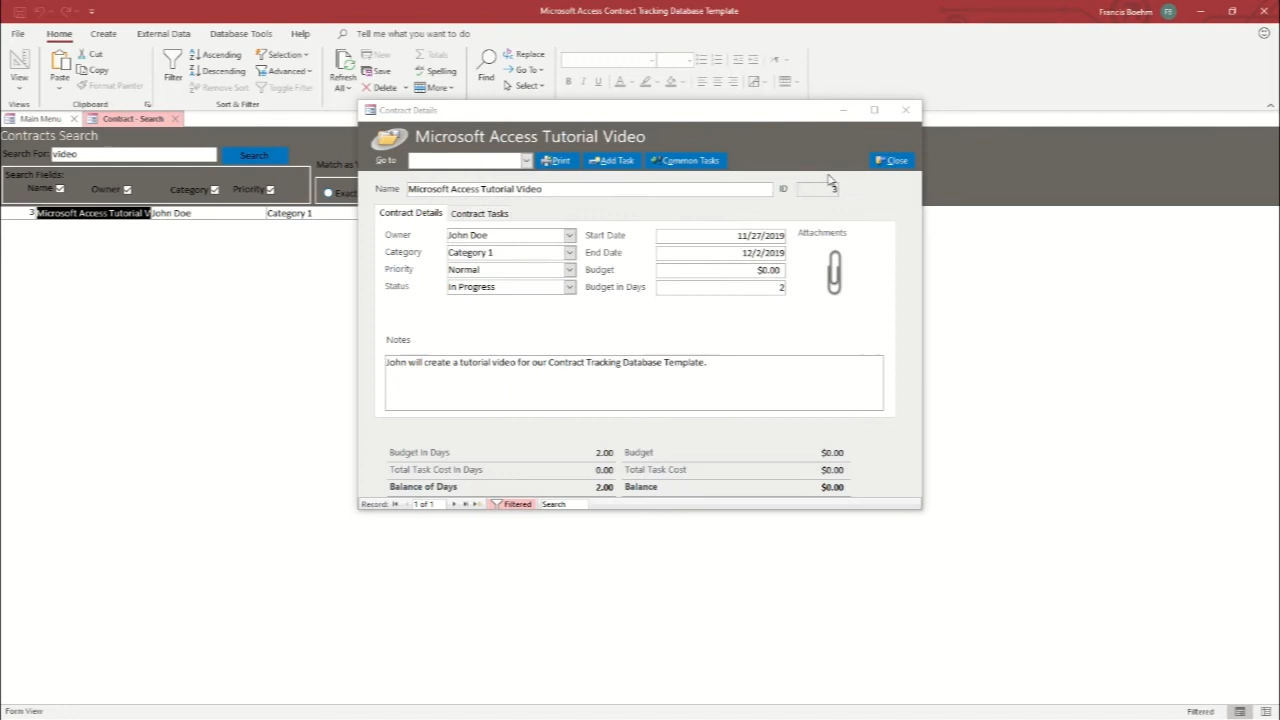 Microsoft Access Contract Tracking Database Template
Francis Boehm FB
File Home Create External Data Database Tools Help Tell me what you want to do
View
Views
Paste
Cut
Copy
Format Painter
Clipboard
Filter
Ascending
Descending
Remove Sort
Selection
Advanced
Toggle Filter
Sort & Filter
Refresh
All
New
Save
Delete
Totals
Spelling
More
Find
Replace
Go To
Select
B I U A
Main Menu Contract - Search
Contracts Search
Search For: video Search
Match as
Search Fields:
Name Owner Category Priority
Exact
3 Microsoft Access Tutorial V John Doe Category 1
Contract Details
Microsoft Access Tutorial Video
Go to Print Add Task Common Tasks Close
Name Microsoft Access Tutorial Video ID 3
Contract Details Contract Tasks
Owner John Doe Start Date 11/27/2019 Attachments
Category Category 1 End Date 12/2/2019
Priority Normal Budget $0.00
Status In Progress Budget in Days 2
Notes
John will create a tutorial video for our Contract Tracking Database Template.
Budget In Days 2.00 Budget $0.00
Total Task Cost In Days 0.00 Total Task Cost $0.00
Balance of Days 2.00 Balance $0.00
Record: 1 of 1 Filtered Search
Form View Filtered